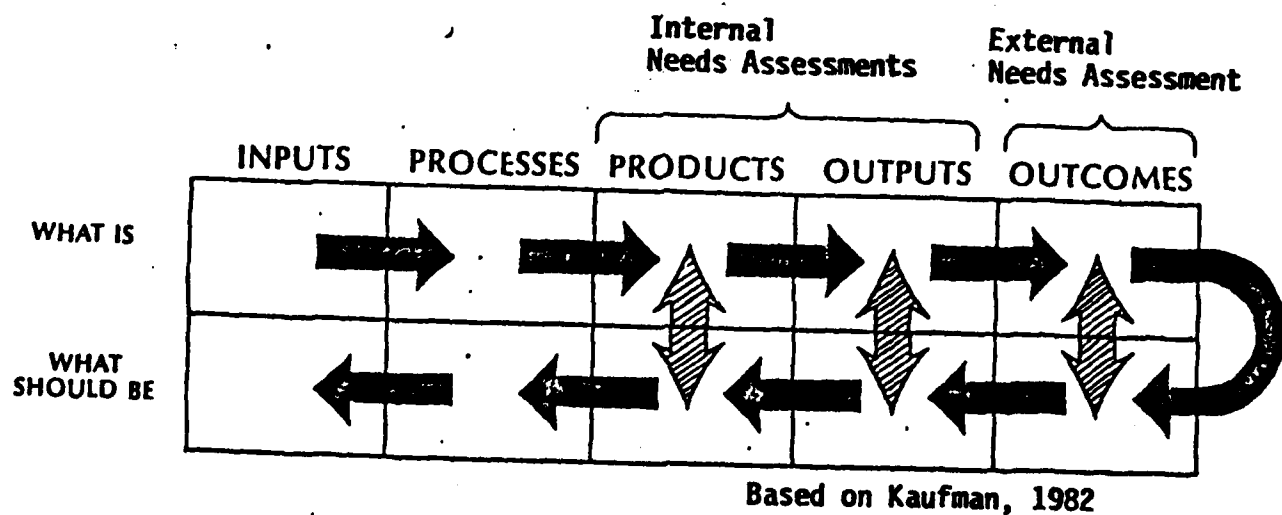 Internal
Needs Assessments
External
Needs Assessment
INPUTS PROCESSES PRODUCTS OUTPUTS OUTCOMES
WHAT IS
WHAT
SHOULD BE
Based on Kaufman, 1982